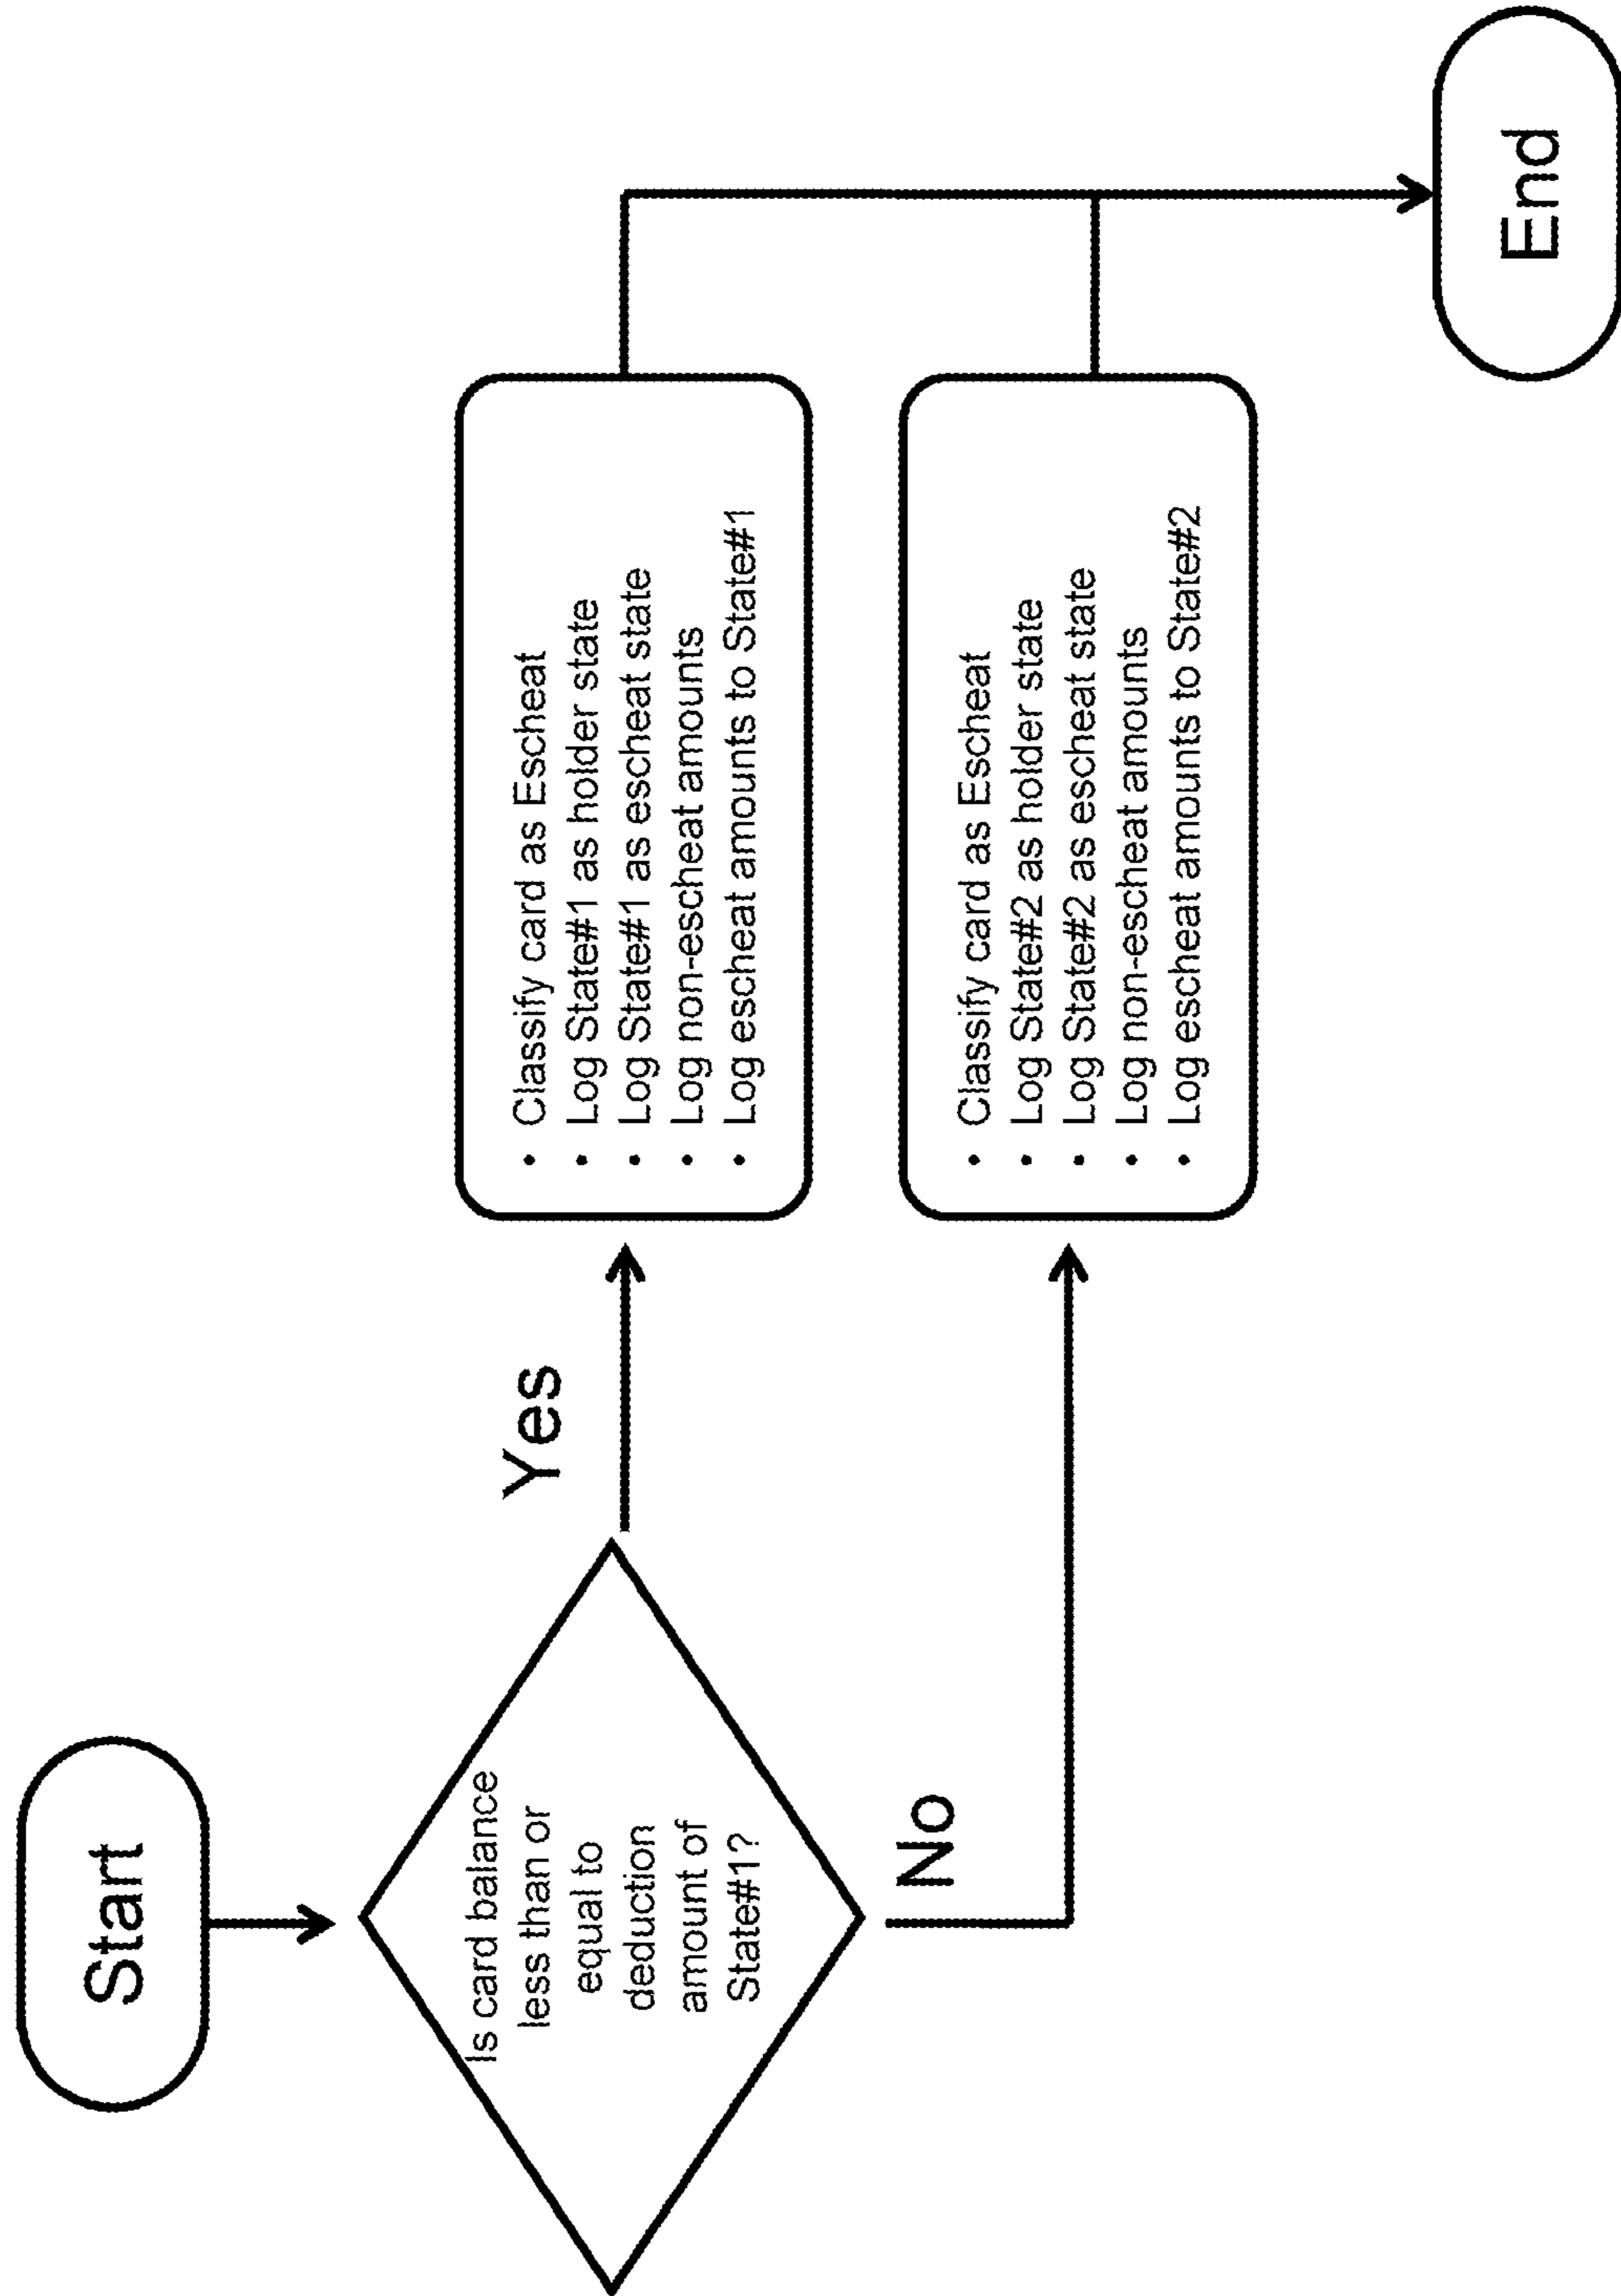 Start
Is card balance
less than or
equal to
deduction
amount of
State#1?
Yes
No
• Classify card as Escheat
• Log State#1 as holder state
• Log State#1 as escheat state
• Log non-escheat amounts
• Log escheat amounts to State#1
• Classify card as Escheat
• Log State#2 as holder state
• Log State#2 as escheat state
• Log non-escheat amounts
• Log escheat amounts to State#2
End